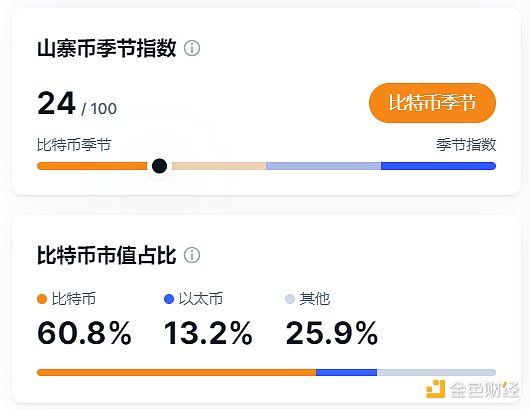 山寨币季节指数
24 / 100
比特币季节
比特币季节 季节指数
比特币市值占比
比特币 以太币 其他
60.8% 13.2% 25.9%
金色财经